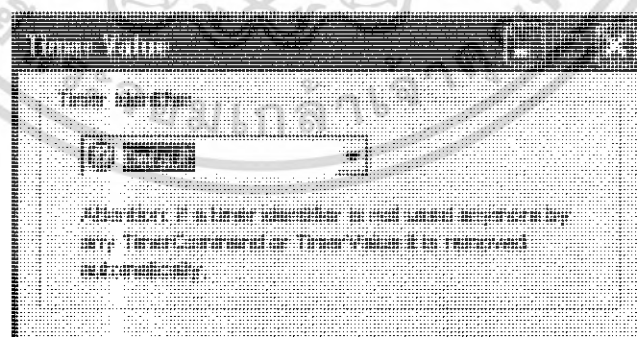 Timer Value
Timer Identifier
Attention: If a timer identifier is not used anymore by
any TimerCommand or TimerValue it is removed
automatically.